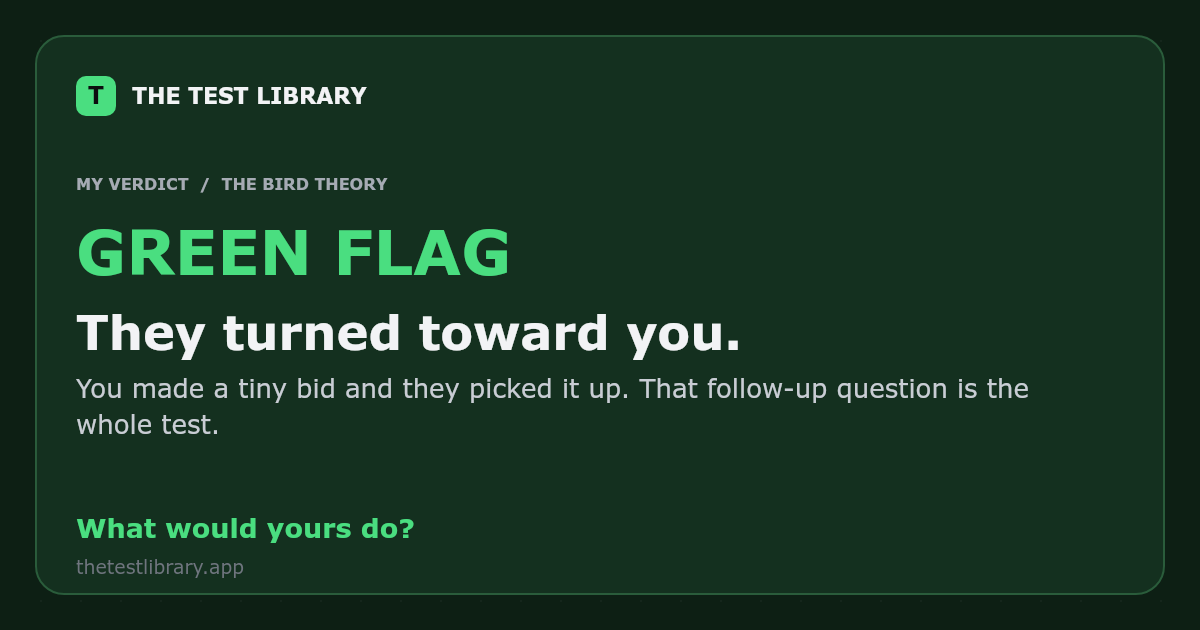 T THE TEST LIBRARY
MY VERDICT / THE BIRD THEORY
GREEN FLAG
They turned toward you.
You made a tiny bid and they picked it up. That follow-up question is the
whole test.
What would yours do?
thetestlibrary.app